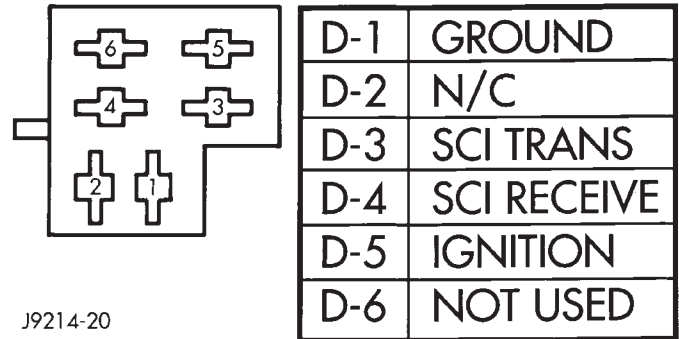 6 5
4 3
2 1
J9214-20
D-1 GROUND
D-2 N/C
D-3 SCI TRANS
D-4 SCI RECEIVE
D-5 IGNITION
D-6 NOT USED